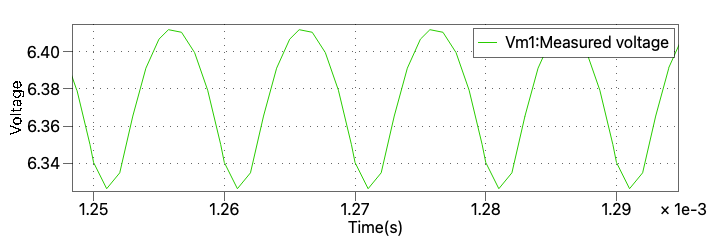 Vm1:Measured voltage
6.40
6.38
6.36
6.34
Voltage
1.25 1.26 1.27 1.28 1.29 × 1e-3
Time(s)